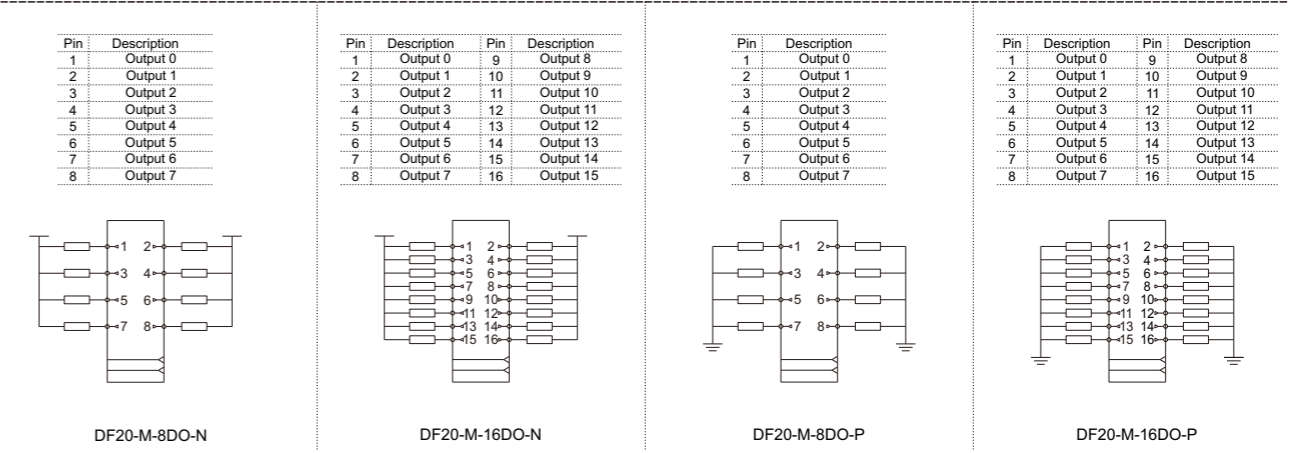 Pin Description
1 Output 0
2 Output 1
3 Output 2
4 Output 3
5 Output 4
6 Output 5
7 Output 6
8 Output 7
1 2
3 4
5 6
7 8
DF20-M-8DO-N
Pin Description Pin Description
1 Output 0 9 Output 8
2 Output 1 10 Output 9
3 Output 2 11 Output 10
4 Output 3 12 Output 11
5 Output 4 13 Output 12
6 Output 5 14 Output 13
7 Output 6 15 Output 14
8 Output 7 16 Output 15
1 2
3 4
5 6
7 8
9 10
11 12
13 14
15 16
DF20-M-16DO-N
Pin Description
1 Output 0
2 Output 1
3 Output 2
4 Output 3
5 Output 4
6 Output 5
7 Output 6
8 Output 7
1 2
3 4
5 6
7 8
DF20-M-8DO-P
Pin Description Pin Description
1 Output 0 9 Output 8
2 Output 1 10 Output 9
3 Output 2 11 Output 10
4 Output 3 12 Output 11
5 Output 4 13 Output 12
6 Output 5 14 Output 13
7 Output 6 15 Output 14
8 Output 7 16 Output 15
1 2
3 4
5 6
7 8
9 10
11 12
13 14
15 16
DF20-M-16DO-P